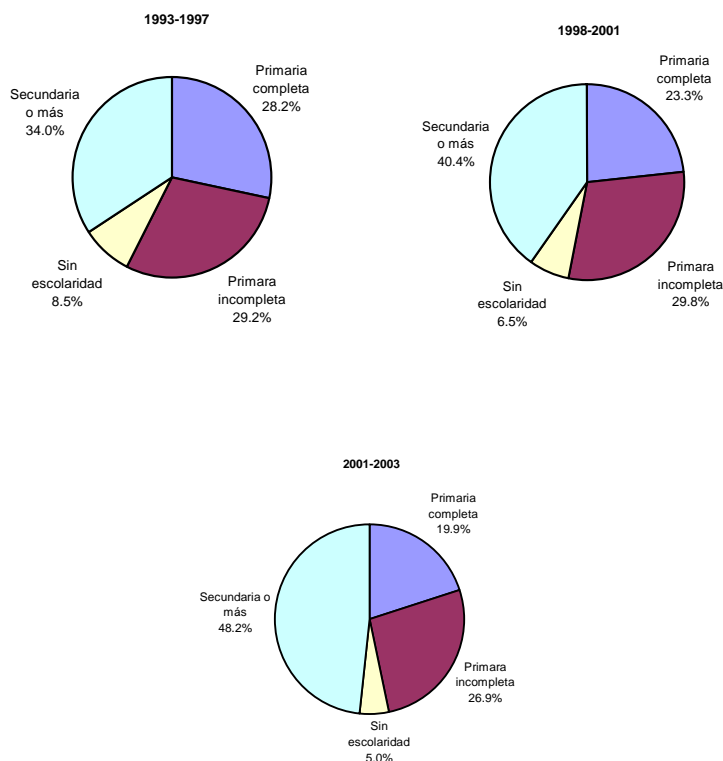 1993-1997
Primaria
completa
28.2%
Primara
incompleta
29.2%
Sin
escolaridad
8.5%
Secundaria
o más
34.0%
1998-2001
Primaria
completa
23.3%
Primara
incompleta
29.8%
Sin
escolaridad
6.5%
Secundaria
o más
40.4%
2001-2003
Primaria
completa
19.9%
Primara
incompleta
26.9%
Sin
escolaridad
5.0%
Secundaria o
más
48.2%